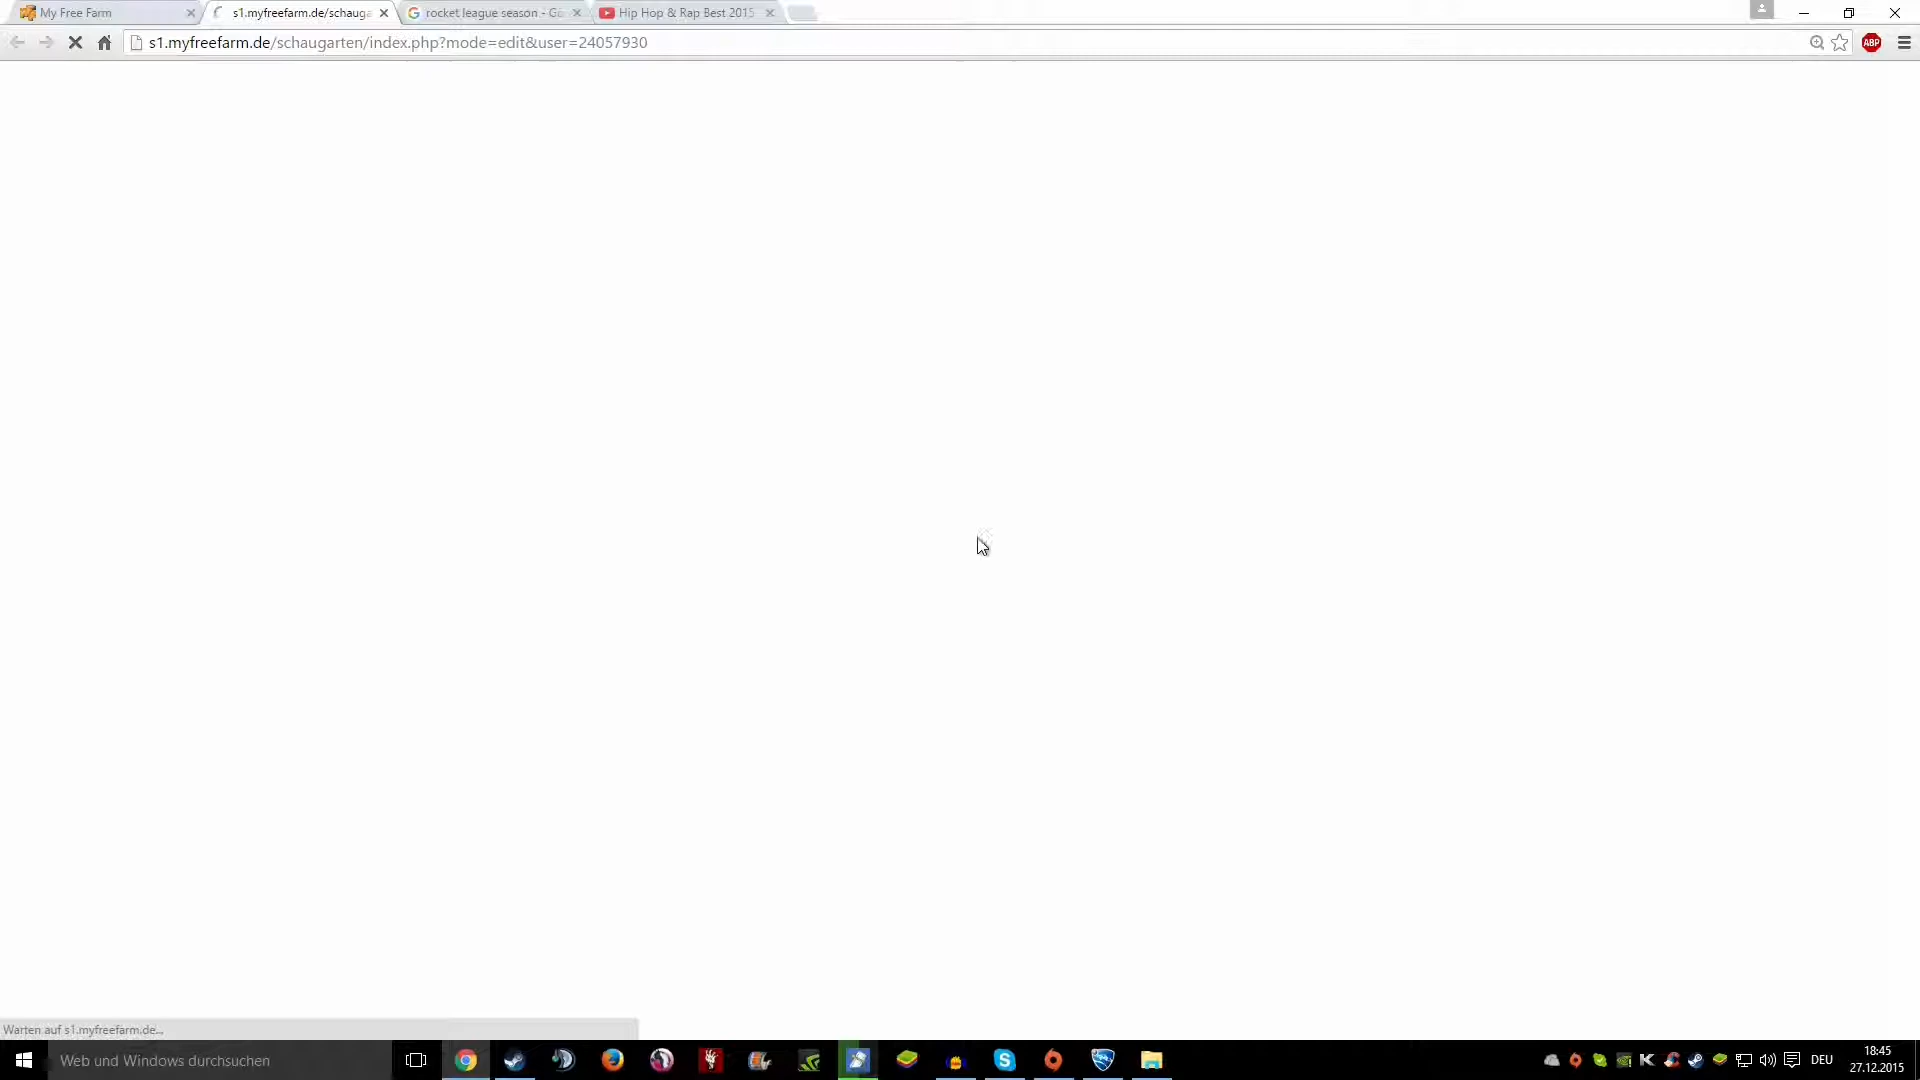 My Free Farm
s1.myfreefarm.de/schauga
rocket league season - Go
Hip Hop & Rap Best 2015
s1.myfreefarm.de/schaugarten/index.php?mode=edit&user=24057930
ABP
Warten auf s1.myfreefarm.de...
Web und Windows durchsuchen
DEU
18:45
27.12.2015